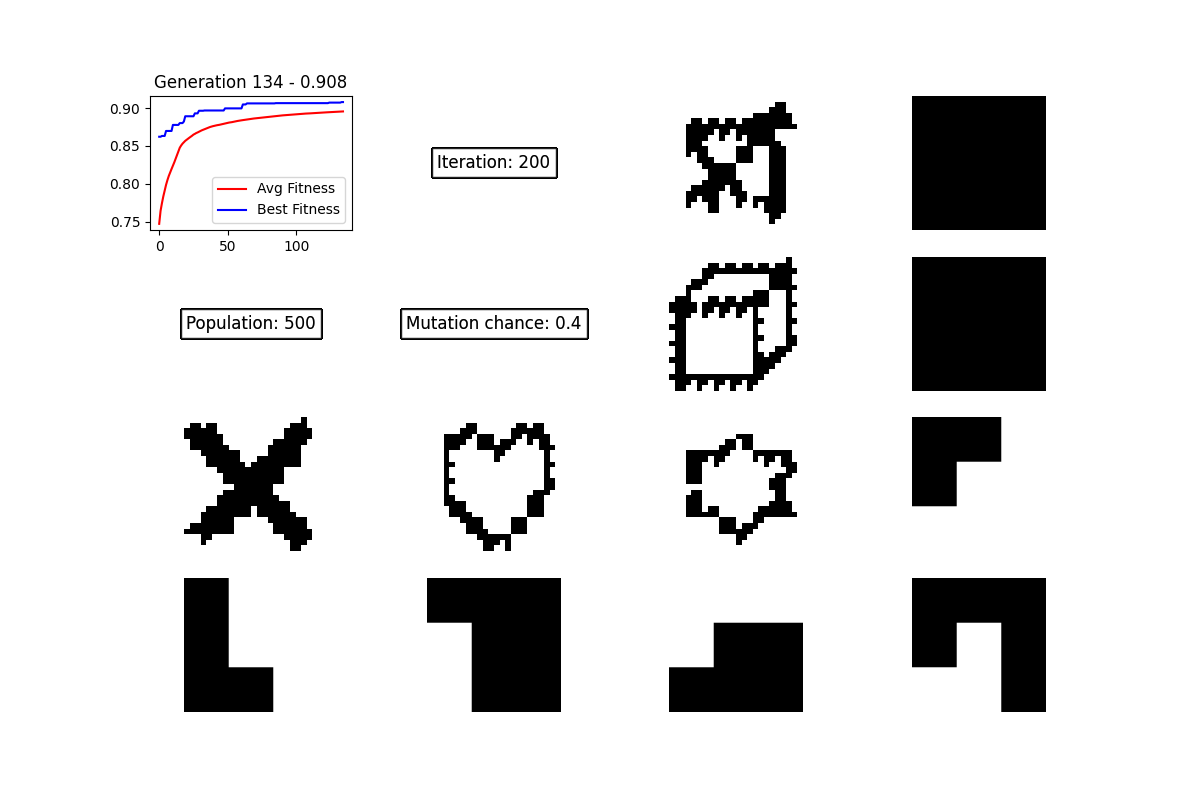 Generation 134 - 0.908
0.90
0.85
0.80
0.75
Avg Fitness
Best Fitness
0
50
100
Iteration: 200
Population: 500
Mutation chance: 0.4